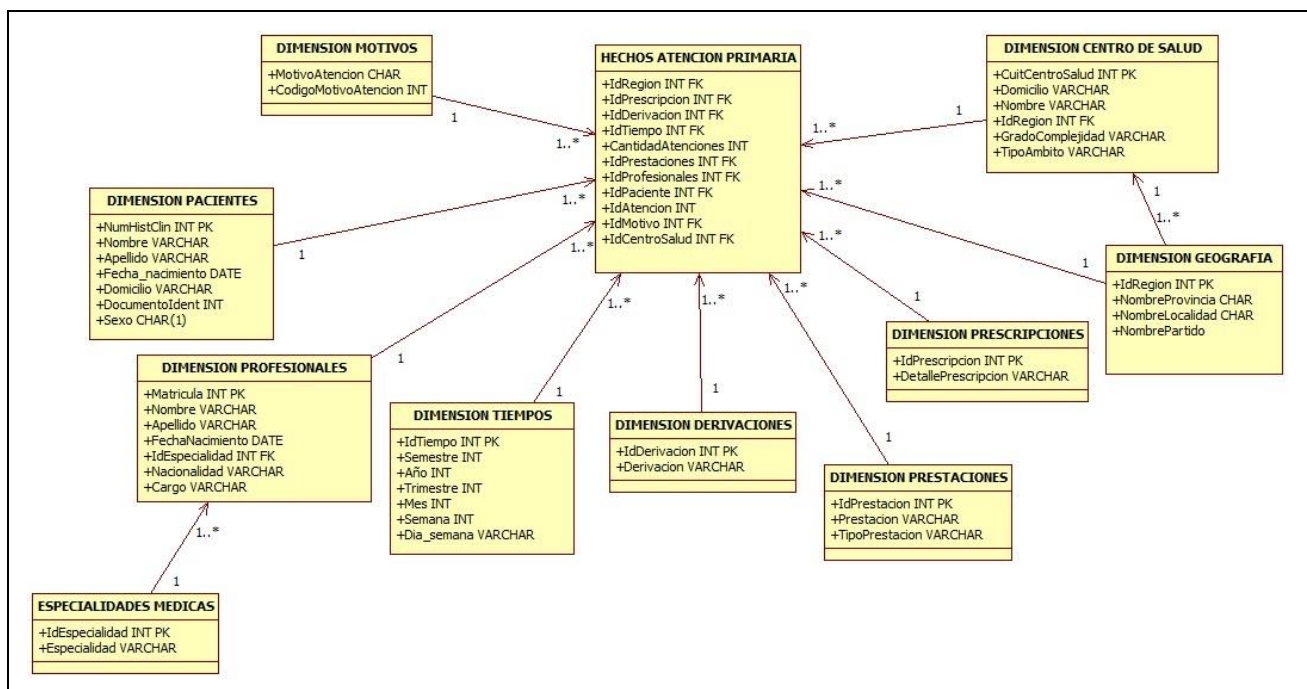 DIMENSION MOTIVOS
+MotivoAtencion CHAR
+CodigoMotivoAtencion INT
1
1..*
HECHOS ATENCION PRIMARIA
+IdRegion INT FK
+IdPrescripcion INT FK
+IdDerivacion INT FK
+IdTiempo INT FK
+CantidadAtenciones INT
+IdPrestaciones INT FK
+IdProfesionales INT FK
+IdPaciente INT FK
+IdAtencion INT
+IdMotivo INT FK
+IdCentroSalud INT FK
DIMENSION CENTRO DE SALUD
+CuitCentroSalud INT PK
+Domicilio VARCHAR
+Nombre VARCHAR
+IdRegion INT FK
+GradoComplejidad VARCHAR
+TipoAmbito VARCHAR
1
1..*
DIMENSION PACIENTES
+NumHistClin INT PK
+Nombre VARCHAR
+Apellido VARCHAR
+Fecha_nacimiento DATE
+Domicilio VARCHAR
+DocumentoIdent INT
+Sexo CHAR(1)
1
1..*
1
1..*
DIMENSION GEOGRAFIA
+IdRegion INT PK
+NombreProvincia CHAR
+NombreLocalidad CHAR
+NombrePartido
1
1..*
DIMENSION PRESCRIPCIONES
+IdPrescripcion INT PK
+DetallePrescripcion VARCHAR
1
1..*
DIMENSION PROFESIONALES
+Matricula INT PK
+Nombre VARCHAR
+Apellido VARCHAR
+FechaNacimiento DATE
+IdEspecialidad INT FK
+Nacionalidad VARCHAR
+Cargo VARCHAR
1
1..*
DIMENSION TIEMPOS
+IdTiempo INT PK
+Semestre INT
+Año INT
+Trimestre INT
+Mes INT
+Semana INT
+Dia_semana VARCHAR
1
1..*
DIMENSION DERIVACIONES
+IdDerivacion INT PK
+Derivacion VARCHAR
1
1..*
DIMENSION PRESTACIONES
+IdPrestacion INT PK
+Prestacion VARCHAR
+TipoPrestacion VARCHAR
1
1..*
ESPECIALIDADES MEDICAS
+IdEspecialidad INT PK
+Especialidad VARCHAR
1
1..*